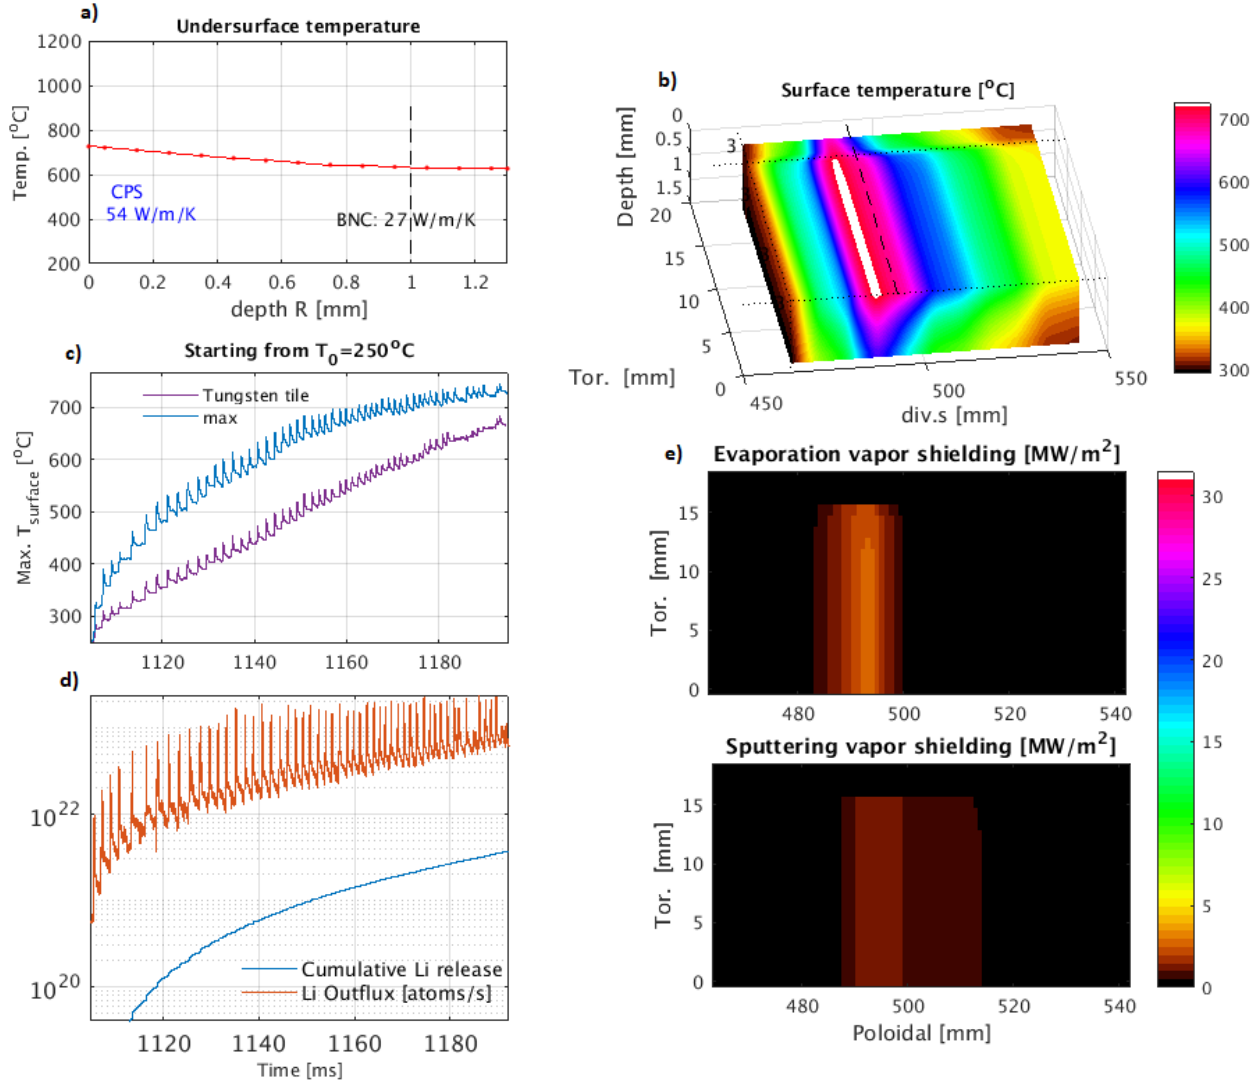 a)
Undersurface temperature
1200
1000
800
600
400
200
Temp. [°C]
CPS
54 W/m/K
BNC: 27 W/m/K
0 0.2 0.4 0.6 0.8 1 1.2
depth R [mm]
b)
Surface temperature [°C]
0
0.5
1
1.5
20
15
10
5
0
Depth [mm]
3
Tor. [mm]
450
500
550
div.s [mm]
700
600
500
400
300
c)
Starting from T₀=250°C
Tungsten tile
max
700
600
500
400
300
Max. T_surface [°C]
1120 1140 1160 1180
d)
10²²
10²⁰
Cumulative Li release
Li Outflux [atoms/s]
1120 1140 1160 1180
Time [ms]
e)
Evaporation vapor shielding [MW/m²]
15
10
5
0
Tor. [mm]
480 500 520 540
Sputtering vapor shielding [MW/m²]
15
10
5
0
Tor. [mm]
480 500 520 540
Poloidal [mm]
30
25
20
15
10
5
0